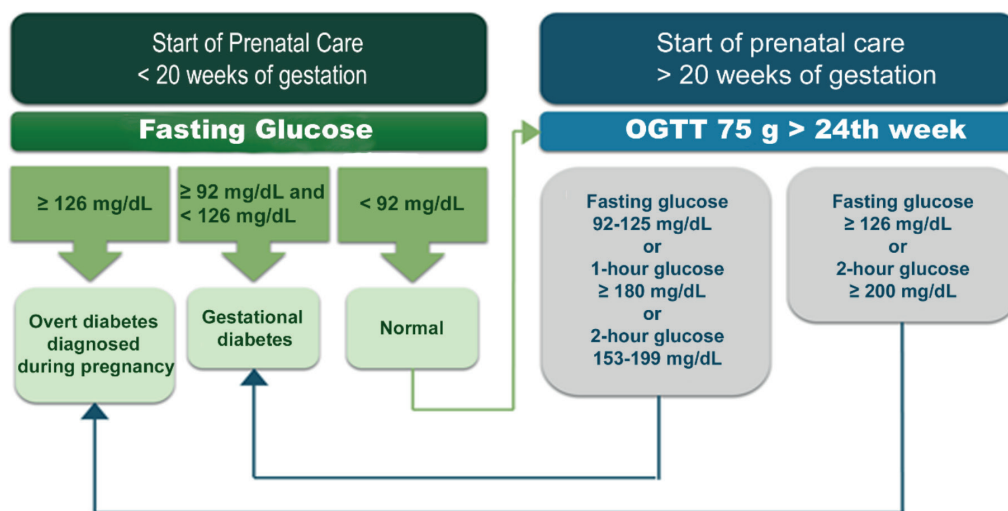 Start of Prenatal Care
< 20 weeks of gestation
Fasting Glucose
≥ 126 mg/dL
≥ 92 mg/dL and
< 126 mg/dL
< 92 mg/dL
Overt diabetes
diagnosed
during pregnancy
Gestational
diabetes
Normal
Start of prenatal care
> 20 weeks of gestation
OGTT 75 g > 24th week
Fasting glucose
92-125 mg/dL
or
1-hour glucose
≥ 180 mg/dL
or
2-hour glucose
153-199 mg/dL
Fasting glucose
≥ 126 mg/dL
or
2-hour glucose
≥ 200 mg/dL